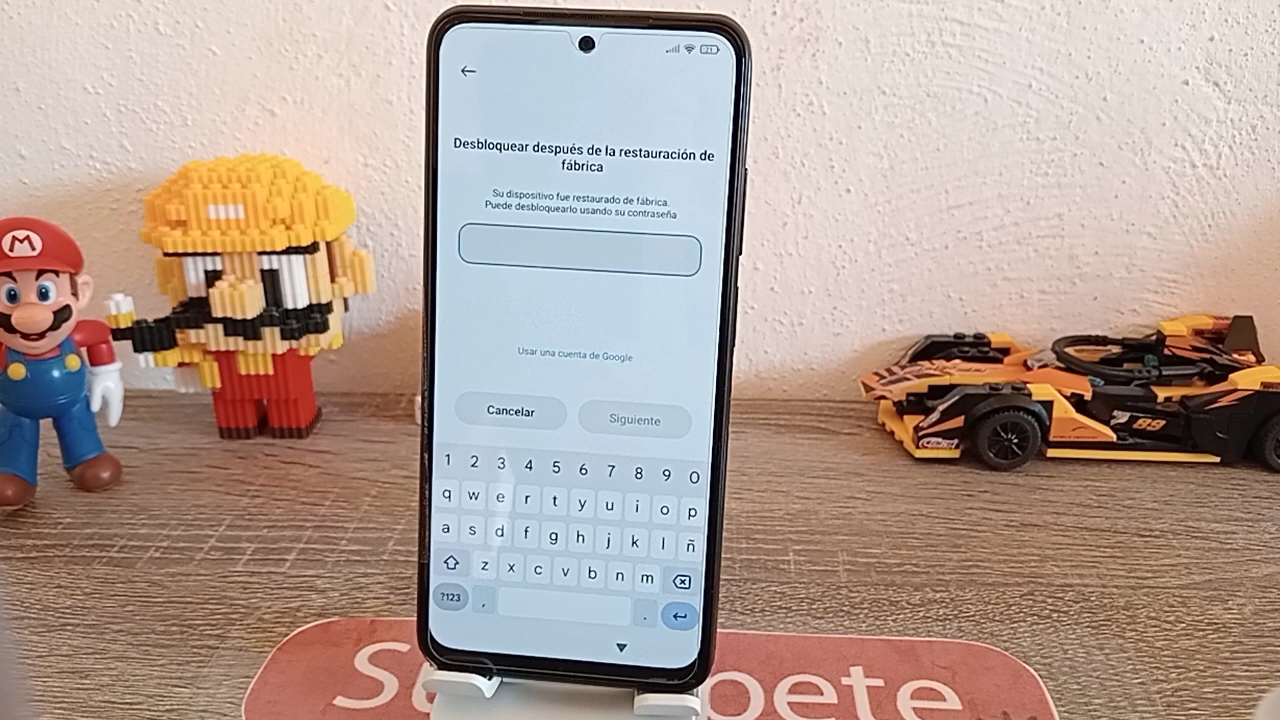 21
Desbloquear después de la restauración de
fábrica
Su dispositivo fue restaurado de fábrica.
Puede desbloquearlo usando su contraseña
Usar una cuenta de Google
Cancelar
Siguiente
1 2 3 4 5 6 7 8 9 0
q w e r t y u i o p
a s d f g h j k l ñ
z x c v b n m
?123 , .
M
89